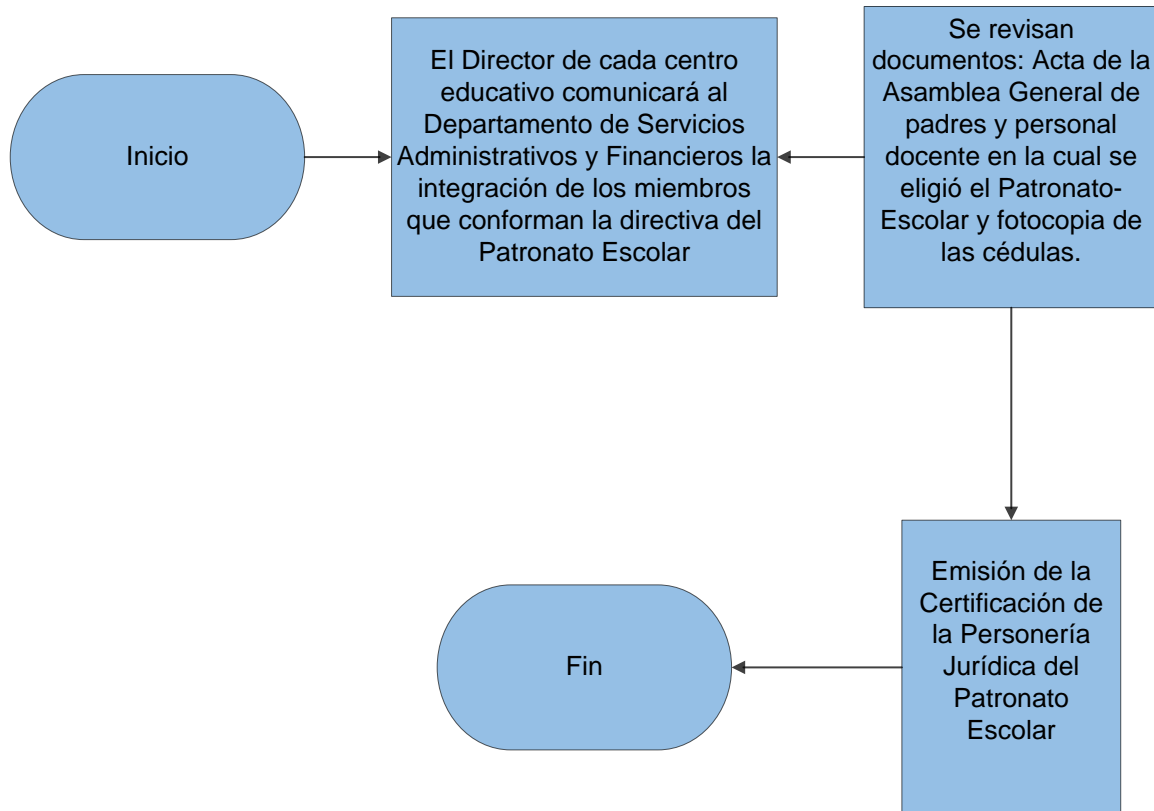 Inicio
El Director de cada centro
educativo comunicará al
Departamento de Servicios
Administrativos y Financieros la
integración de los miembros
que conforman la directiva del
Patronato Escolar
Se revisan
documentos: Acta de la
Asamblea General de
padres y personal
docente en la cual se
eligió el Patronato-
Escolar y fotocopia de
las cédulas.
Emisión de la
Certificación de
la Personería
Jurídica del
Patronato
Escolar
Fin